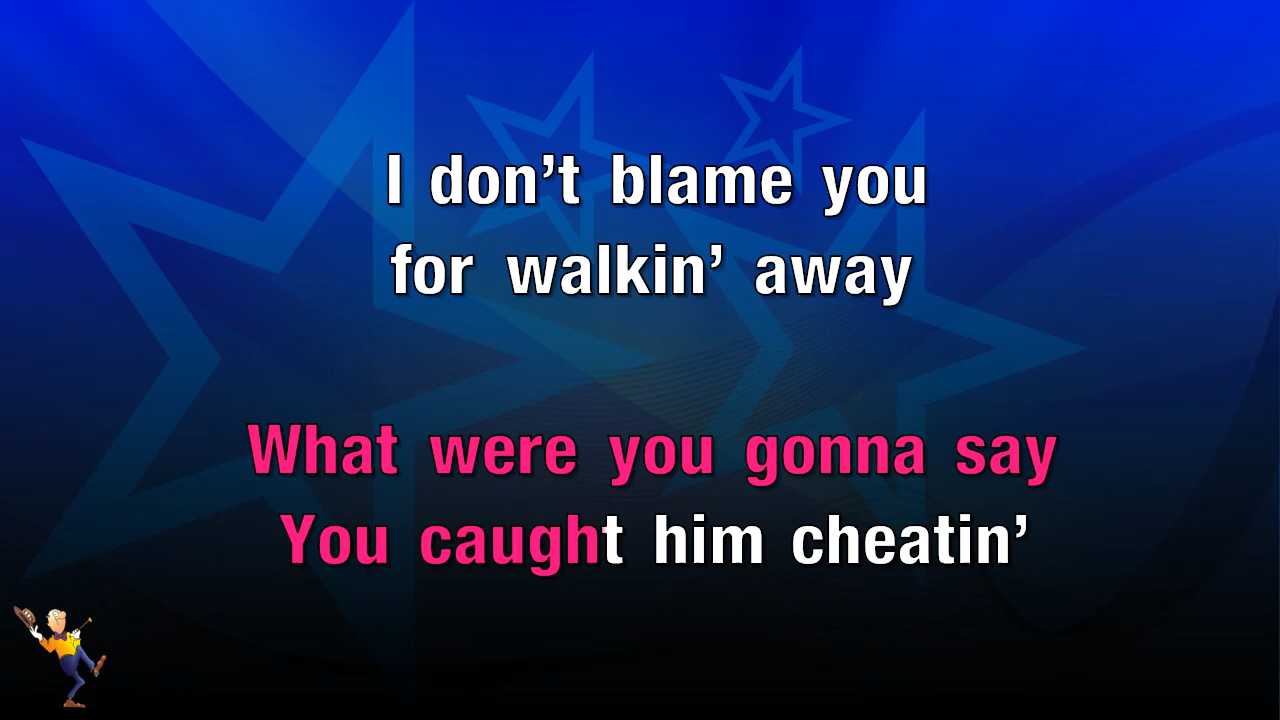 I don’t blame you
for walkin’ away
What were you gonna say
You caught him cheatin’